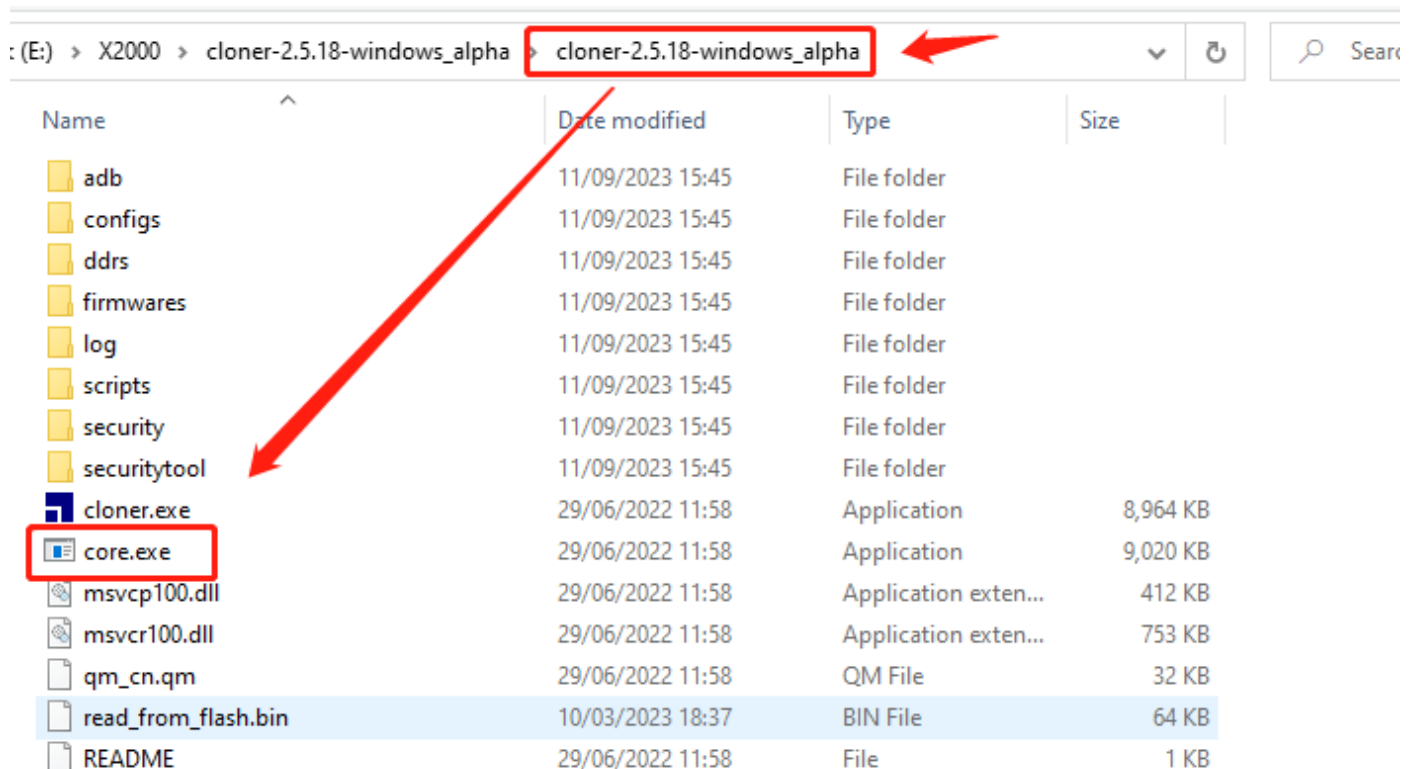 : (E:) > X2000 > cloner-2.5.18-windows_alpha > cloner-2.5.18-windows_alpha
Name Date modified Type Size
adb 11/09/2023 15:45 File folder
configs 11/09/2023 15:45 File folder
ddrs 11/09/2023 15:45 File folder
firmwares 11/09/2023 15:45 File folder
log 11/09/2023 15:45 File folder
scripts 11/09/2023 15:45 File folder
security 11/09/2023 15:45 File folder
securitytool 11/09/2023 15:45 File folder
cloner.exe 29/06/2022 11:58 Application 8,964 KB
core.exe 29/06/2022 11:58 Application 9,020 KB
msvcp100.dll 29/06/2022 11:58 Application exten... 412 KB
msvcr100.dll 29/06/2022 11:58 Application exten... 753 KB
qm_cn.qm 29/06/2022 11:58 QM File 32 KB
read_from_flash.bin 10/03/2023 18:37 BIN File 64 KB
README 29/06/2022 11:58 File 1 KB